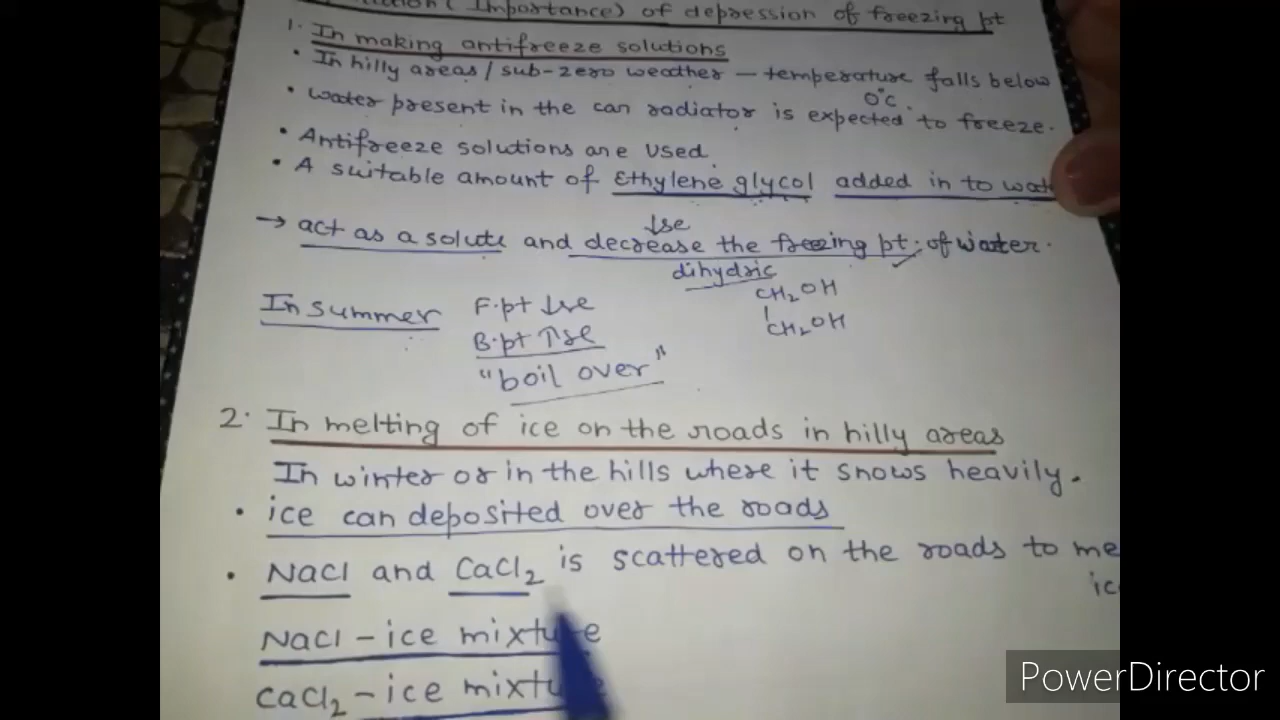 (Importance) of depression of freezing pt
1. In making antifreeze solutions
• In hilly areas / sub-zero weather – temperature falls below
0°C.
• Water present in the car radiator is expected to freeze.
• Antifreeze solutions are used.
• A suitable amount of Ethylene glycol added in to
→ act as a solute and decrease the freezing pt. of water.
↓se
dihydric
CH₂OH
CH₂OH
In summer F.pt ↓se
B.pt ↑se
"boil over"
2. In melting of ice on the roads in hilly areas
In winter or in the hills where it snows heavily.
• ice can deposited over the roads
• NaCl and CaCl₂ is scattered on the roads to
NaCl – ice mixture
CaCl₂ – ice
PowerDirector